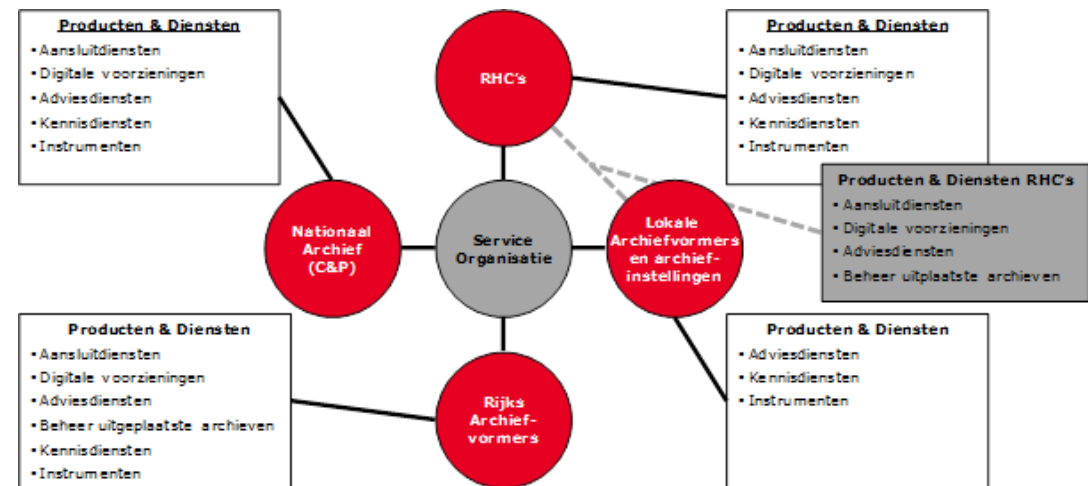 Producten & Diensten
• Aansluitdiensten
• Digitale voorzieningen
• Adviesdiensten
• Kennisdiensten
• Instrumenten
RHC's
Producten & Diensten
• Aansluitdiensten
• Digitale voorzieningen
• Adviesdiensten
• Kennisdiensten
• Instrumenten
Producten & Diensten RHC's
• Aansluitdiensten
• Digitale voorzieningen
• Adviesdiensten
• Beheer uitplaatste archieven
Nationaal
Archief
(C&P)
Service
Organisatie
Lokale
Archiefvormers
en archief-
instellingen
Producten & Diensten
• Aansluitdiensten
• Digitale voorzieningen
• Adviesdiensten
• Beheer uitgeplaatste archieven
• Kennisdiensten
• Instrumenten
Rijks
Archief-
vormers
Producten & Diensten
• Adviesdiensten
• Kennisdiensten
• Instrumenten